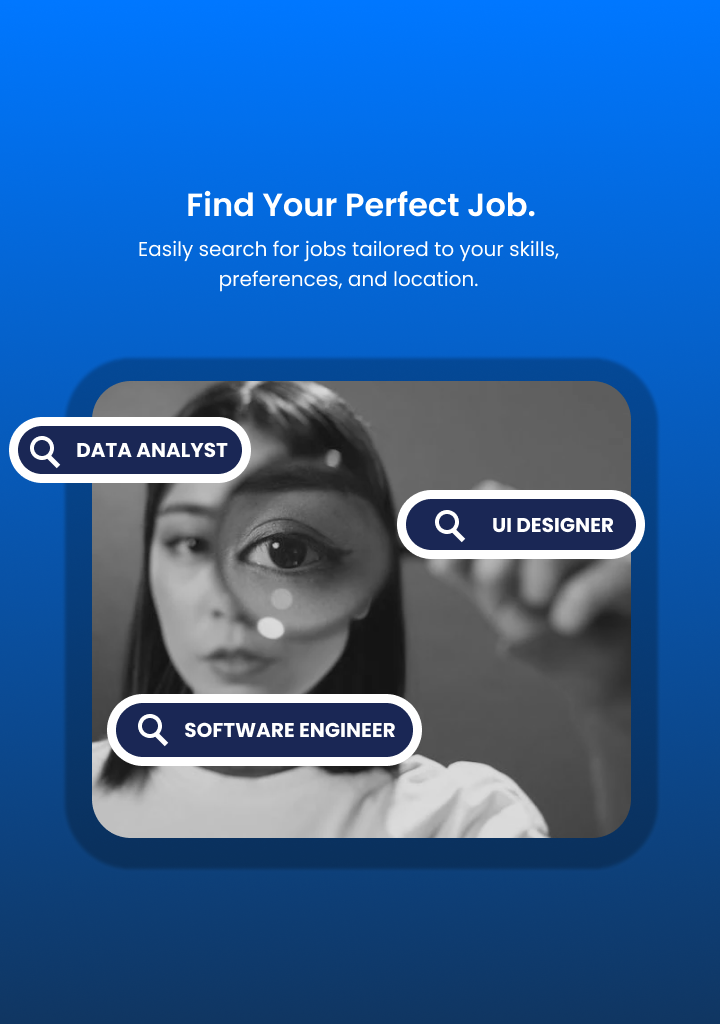 Find Your Perfect Job.
Easily search for jobs tailored to your skills,
preferences, and location.
DATA ANALYST
UI DESIGNER
SOFTWARE ENGINEER